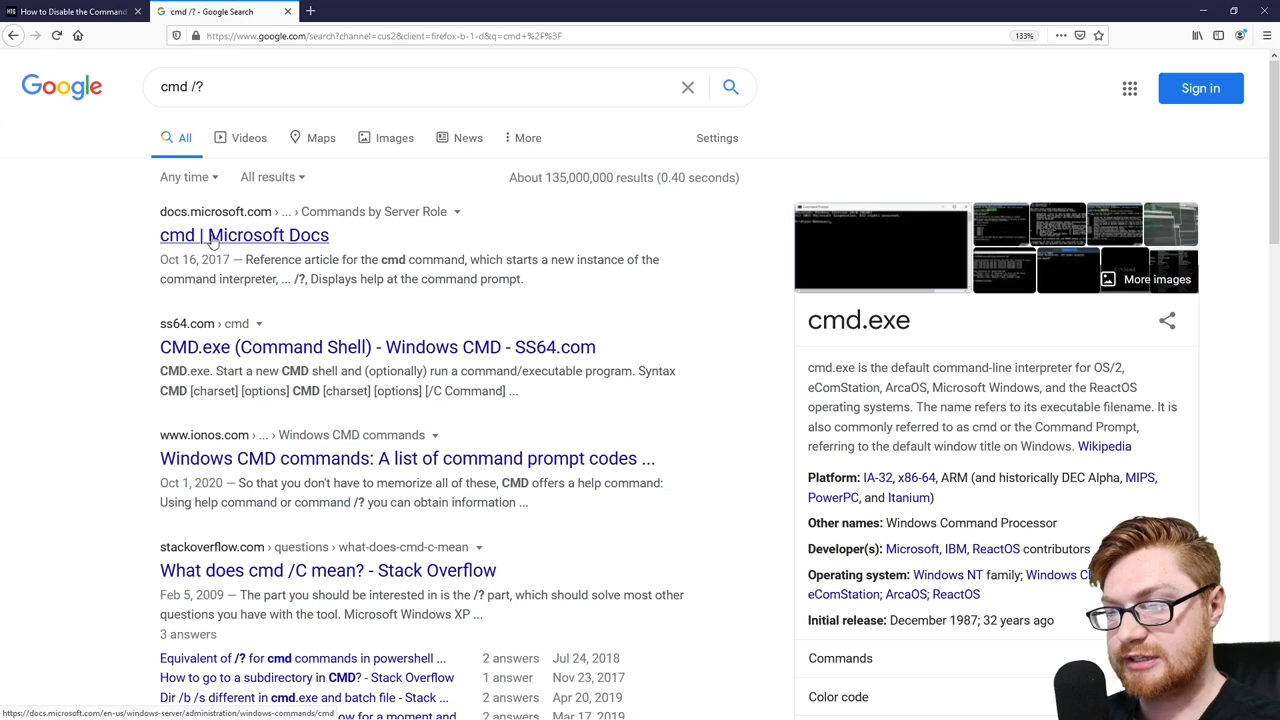 How to Disable the Command
cmd /? - Google Search
https://www.google.com/search?channel=cus2&client=firefox-b-1-d&q=cmd+%2F%3F
133%
Google
cmd /?
Sign in
All
Videos
Maps
Images
News
More
Settings
Any time
All results
About 135,000,000 results (0.40 seconds)
docs.microsoft.com › ... › Commands by Server Role
cmd | Microsoft Docs
Oct 16, 2017 — Reference article for the cmd command, which starts a new instance of the
command interpreter, ... /?, Displays help at the command prompt.
ss64.com › cmd
CMD.exe (Command Shell) - Windows CMD - SS64.com
CMD.exe. Start a new CMD shell and (optionally) run a command/executable program. Syntax
CMD [charset] [options] CMD [charset] [options] [/C Command] ...
www.ionos.com › ... › Windows CMD commands
Windows CMD commands: A list of command prompt codes ...
Oct 1, 2020 — So that you don't have to memorize all of these, CMD offers a help command:
Using help command or command /? you can obtain information ...
stackoverflow.com › questions › what-does-cmd-c-mean
What does cmd /C mean? - Stack Overflow
Feb 5, 2009 — The part you should be interested in is the /? part, which should solve most other
questions you have with the tool. Microsoft Windows XP ...
3 answers
Equivalent of /? for cmd commands in powershell ... 2 answers Jul 24, 2018
How to go to a subdirectory in CMD? - Stack Overflow 1 answer Nov 23, 2017
Dir /b /s different in cmd.exe and batch file - Stack ... 2 answers Apr 20, 2019
ow for a moment and ... 2 answers Mar 17, 2019
https://docs.microsoft.com/en-us/windows-server/administration/windows-commands/cmd
More images
cmd.exe
cmd.exe is the default command-line interpreter for OS/2,
eComStation, ArcaOS, Microsoft Windows, and the ReactOS
operating systems. The name refers to its executable filename. It is
also commonly referred to as cmd or the Command Prompt,
referring to the default window title on Windows. Wikipedia
Platform: IA-32, x86-64, ARM (and historically DEC Alpha, MIPS,
PowerPC, and Itanium)
Other names: Windows Command Processor
Developer(s): Microsoft, IBM, ReactOS contributors
Operating system: Windows NT family; Windows C
eComStation; ArcaOS; ReactOS
Initial release: December 1987; 32 years ago
Commands
Color code